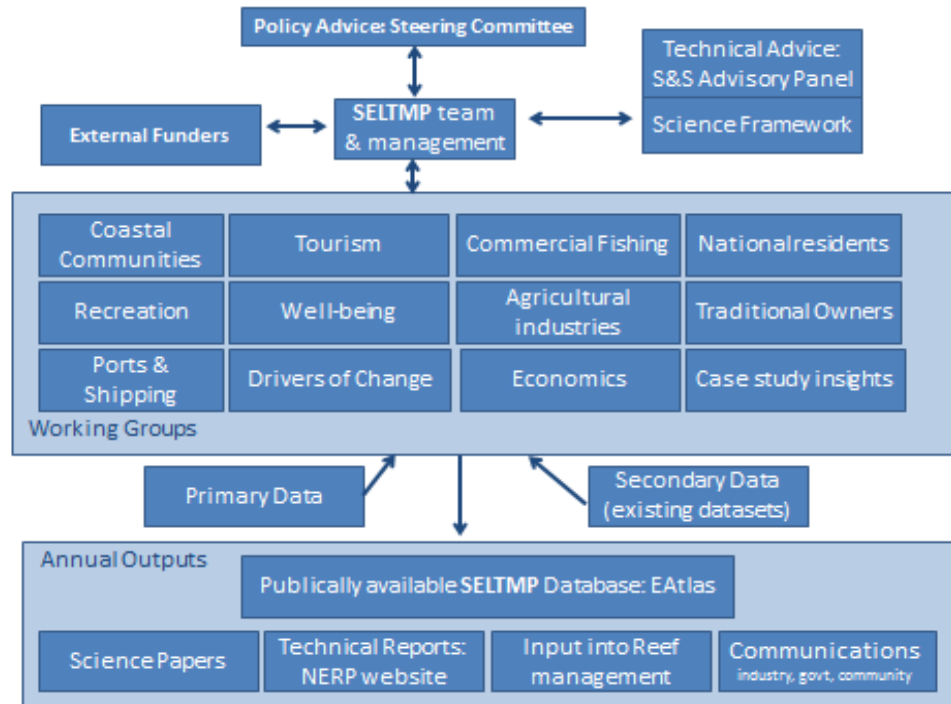 Policy Advice: Steering Committee
Technical Advice:
S&S Advisory Panel
Science Framework
External Funders
SELTMP team
& management
Coastal
Communities
Tourism
Commercial Fishing
National residents
Recreation
Well-being
Agricultural
industries
Traditional Owners
Ports &
Shipping
Drivers of Change
Economics
Case study insights
Working Groups
Primary Data
Secondary Data
(existing datasets)
Annual Outputs
Publically available SELTMP Database: EAtlas
Science Papers
Technical Reports:
NERP website
Input into Reef
management
Communications
industry, govt, community